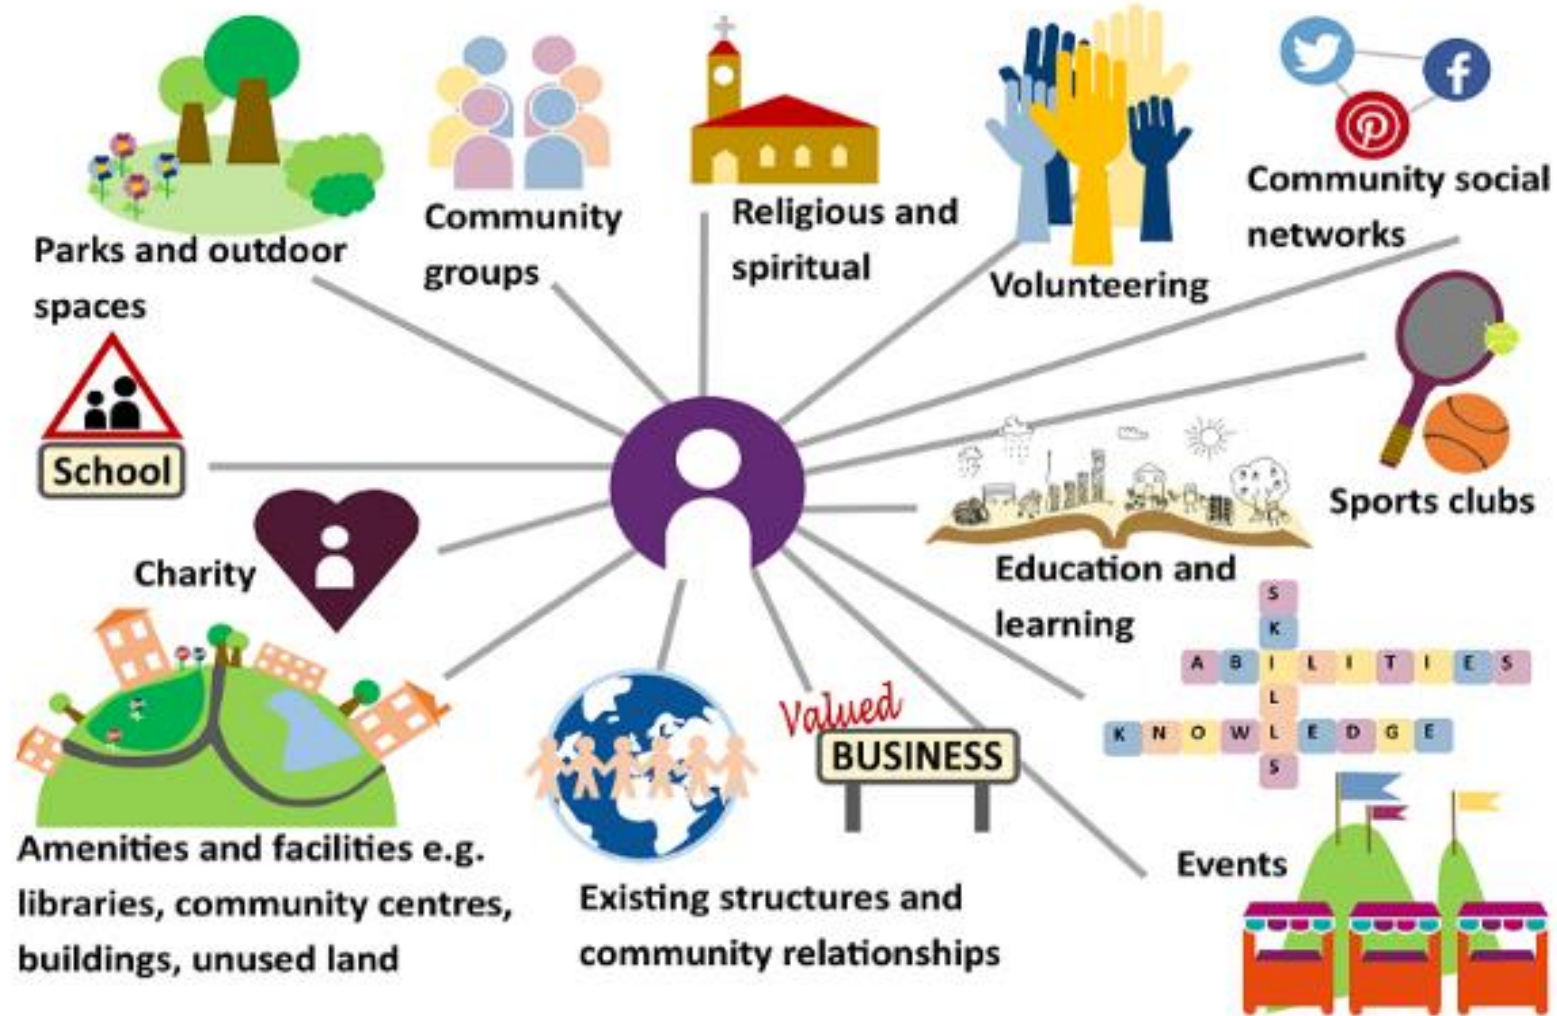 Parks and outdoor
spaces
Community
groups
Religious and
spiritual
Volunteering
Community social
networks
School
Charity
Sports clubs
Education and
learning
SKILLS
ABILITIES
KNOWLEDGE
Amenities and facilities e.g.
libraries, community centres,
buildings, unused land
Existing structures and
community relationships
Valued
BUSINESS
Events